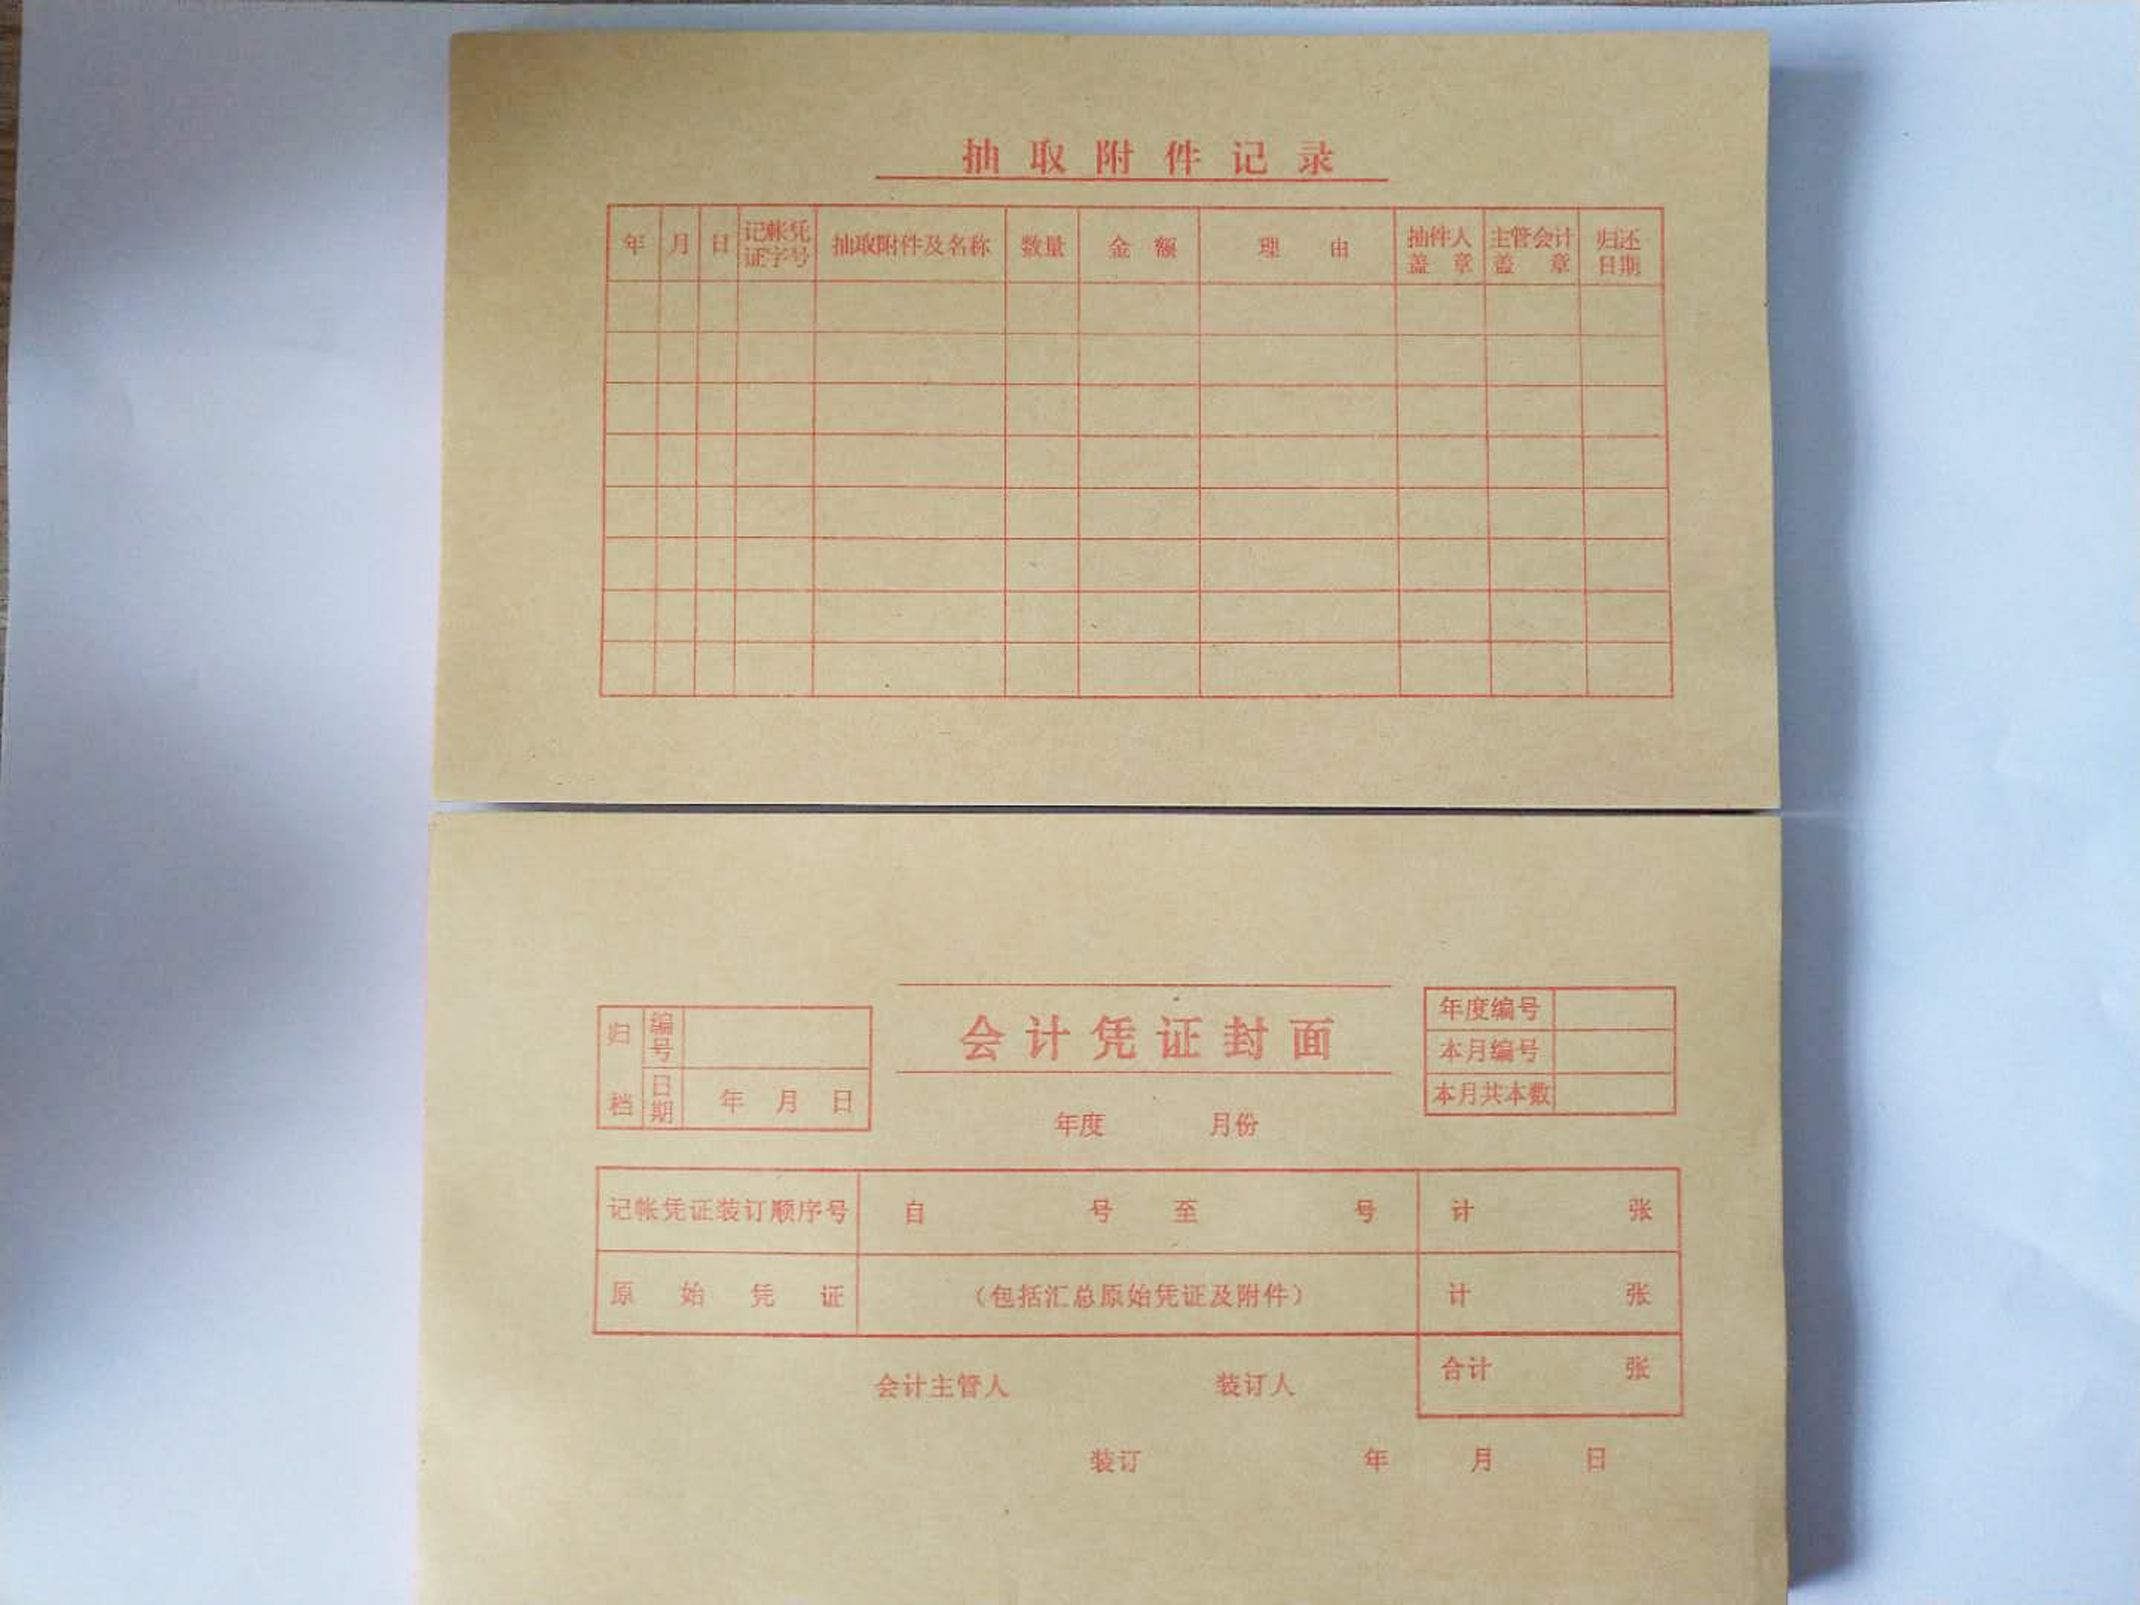 抽取附件记录
年 月 日 记帐凭证字号 抽取附件及名称 数量 金额 理由 抽件人盖章 主管会计盖章 归还日期
会计凭证封面
归档 编号
日期 年 月 日
年度编号
本月编号
本月共本数
年度 月份
记帐凭证装订顺序号 自 号 至 号 计 张
原始凭证 (包括汇总原始凭证及附件) 计 张
合计 张
会计主管人 装订人
装订 年 月 日